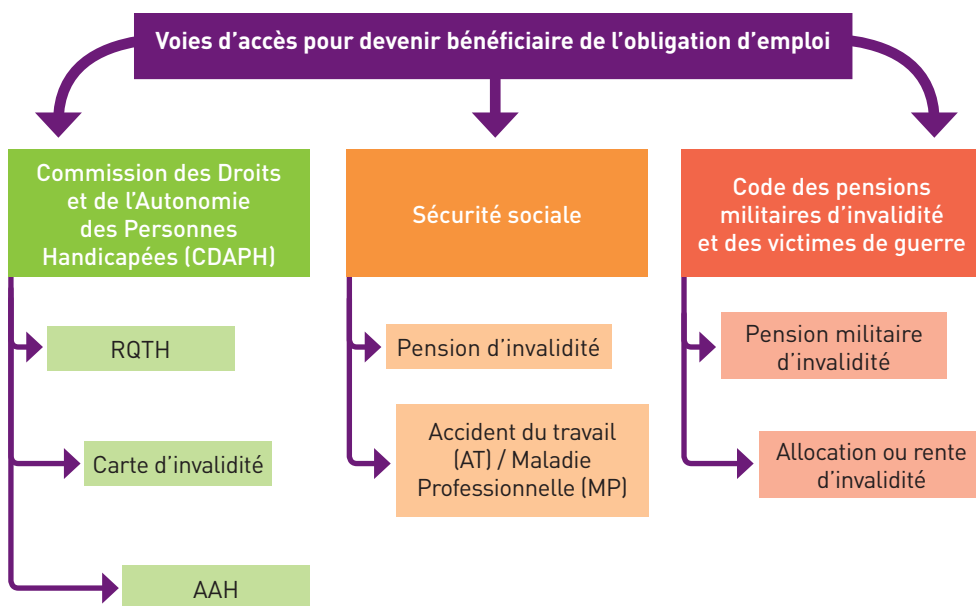 Voies d’accès pour devenir bénéficiaire de l’obligation d’emploi
Commission des Droits
et de l’Autonomie
des Personnes
Handicapées (CDAPH)
RQTH
Carte d’invalidité
AAH
Sécurité sociale
Pension d’invalidité
Accident du travail
(AT) / Maladie
Professionnelle (MP)
Code des pensions
militaires d’invalidité
et des victimes de guerre
Pension militaire
d’invalidité
Allocation ou rente
d’invalidité